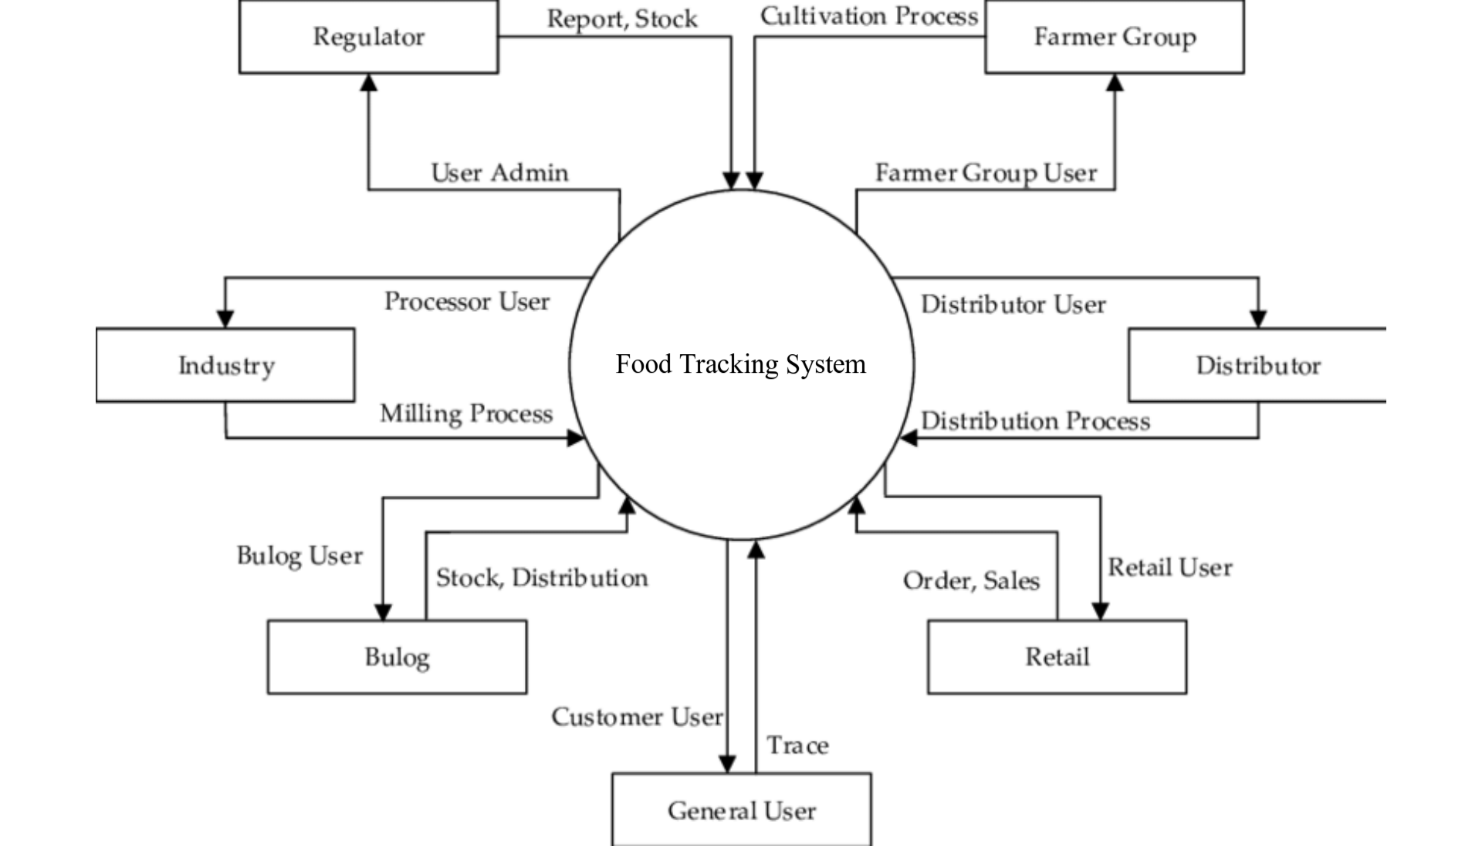 Report, Stock
Cultivation Process
Regulator
Farmer Group
User Admin
Farmer Group User
Processor User
Distributor User
Industry
Food Tracking System
Distributor
Milling Process
Distribution Process
Bulog User
Stock, Distribution
Order, Sales
Retail User
Bulog
Retail
Customer User
Trace
General User